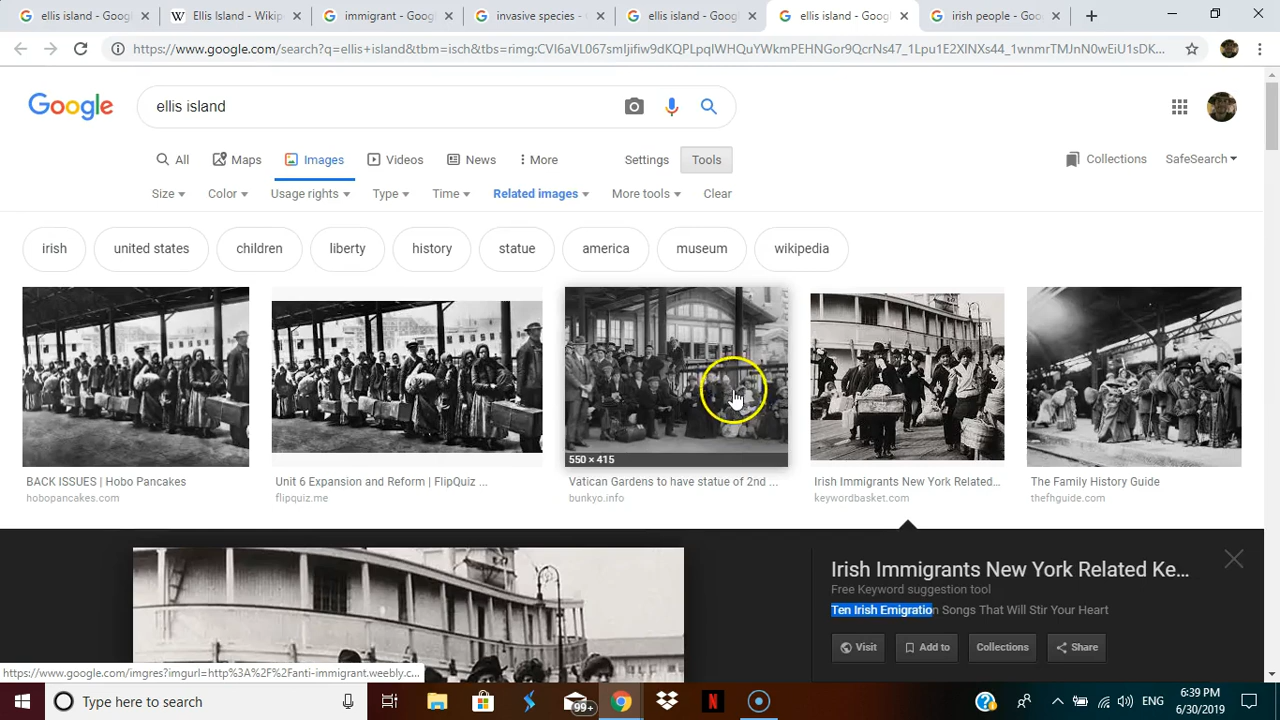 ellis island - Goog
Ellis Island - Wikip
immigrant - Google
invasive species -
ellis island - Goog
ellis island - Goog
irish people - Goo
https://www.google.com/search?q=ellis+island&tbm=isch&tbs=rimg:
Google
ellis island
All
Maps
Images
Videos
News
More
Settings
Tools
Collections
SafeSearch
Size
Color
Usage rights
Type
Time
Related images
More tools
Clear
irish
united states
children
liberty
history
statue
america
museum
wikipedia
550 × 415
BACK ISSUES | Hobo Pancakes
hobopancakes.com
Unit 6 Expansion and Reform | FlipQuiz ...
flipquiz.me
Vatican Gardens to have statue of 2nd ...
bunkyo.info
Irish Immigrants New York Related...
keywordbasket.com
The Family History Guide
thefhguide.com
Irish Immigrants New York Related Ke...
Free Keyword suggestion tool
Ten Irish Emigration Songs That Will Stir Your Heart
Visit
Add to
Collections
Share
https://www.google.com/imgres?imgurl=http%3A%2F%2Fanti-immigrant.weebly.c...
Type here to search
99+
ENG
6:39 PM
6/30/2019